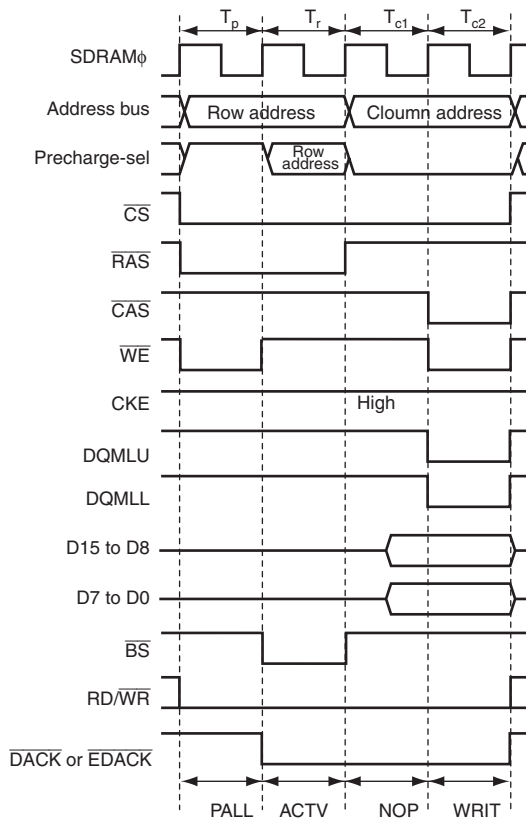 Tp Tr Tc1 Tc2
SDRAMϕ
Address bus Row address Cloumn address
Precharge-sel Row
address
CS
RAS
CAS
WE
CKE High
DQMLU
DQMLL
D15 to D8
D7 to D0
BS
RD/WR
DACK or EDACK
PALL ACTV NOP WRIT